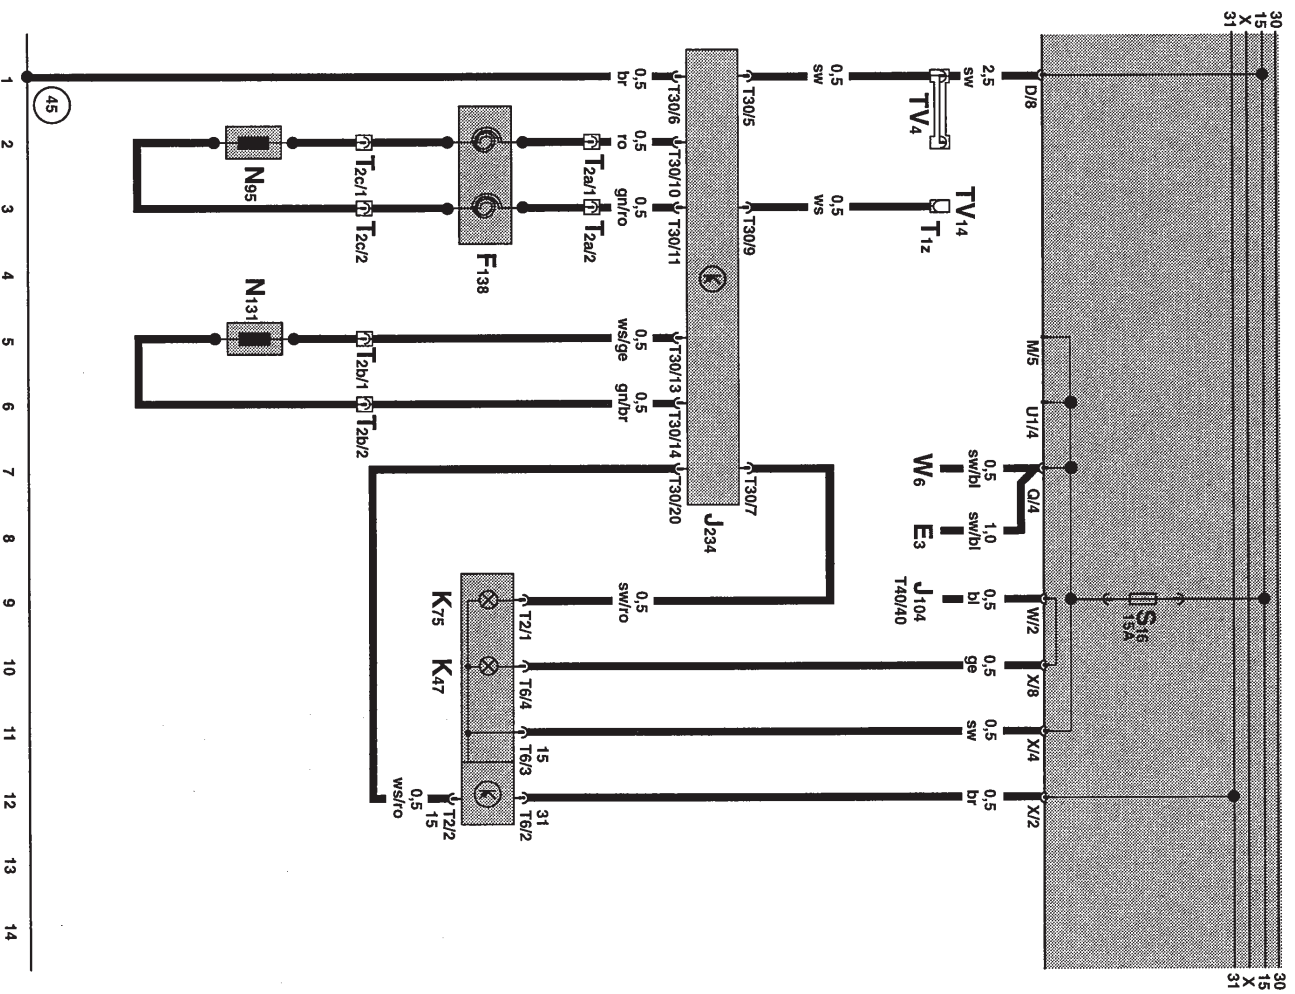 30
15
X
31
30
15
X
31
D/8
M/5
U1/4
Q/4
W/2
X/8
X/4
X/2
S16
15A
2,5
sw
TV4
0,5
sw
T30/5
TV14
T1z
0,5
ws
T30/9
W6
0,5
sw/bl
E3
1,0
sw/bl
J104
T40/40
0,5
bl
0,5
ge
0,5
sw
0,5
br
J234
T30/7
T30/6
0,5
br
T30/10
0,5
ro
T30/11
0,5
gn/ro
T30/13
0,5
ws/ge
T30/14
0,5
gn/br
T30/20
0,5
sw/ro
T2a/1
T2a/2
F138
T2c/1
T2c/2
N95
T2b/1
T2b/2
N131
K75
K47
T2/1
T6/4
15
T6/3
31
T6/2
T2/2
15
0,5
ws/ro
45
1
2
3
4
5
6
7
8
9
10
11
12
13
14